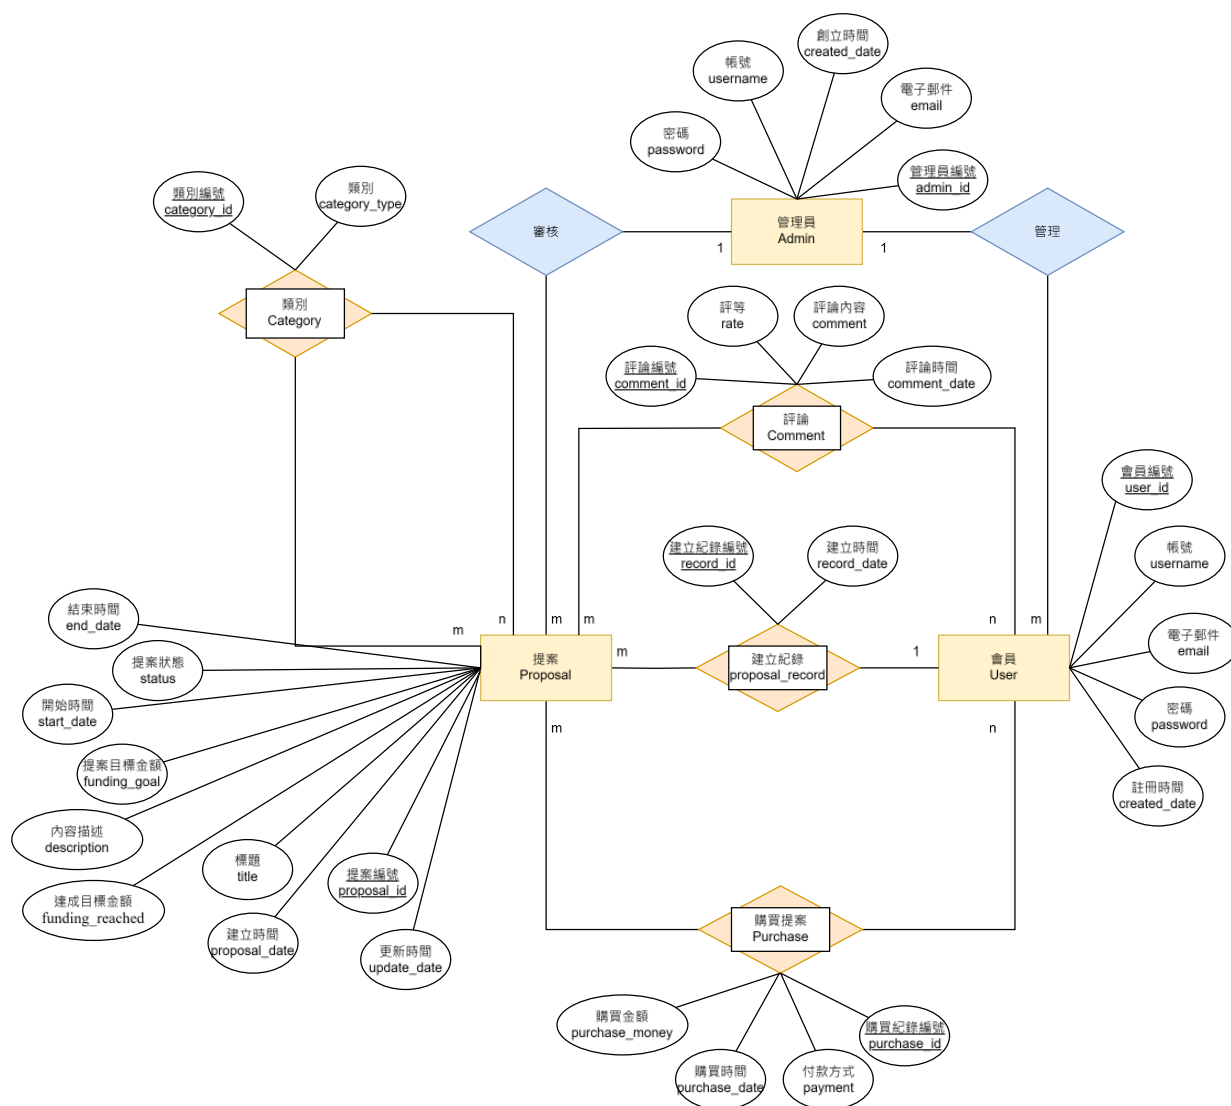 創立時間
created_date
帳號
username
電子郵件
email
密碼
password
管理員編號
admin_id
類別編號
category_id
類別
category_type
審核
1
管理員
Admin
1
管理
類別
Category
評等
rate
評論內容
comment
評論編號
comment_id
評論時間
comment_date
評論
Comment
會員編號
user_id
建立紀錄編號
record_id
建立時間
record_date
帳號
username
結束時間
end_date
提案狀態
status
開始時間
start_date
m
n
m
m
提案
Proposal
m
建立紀錄
proposal_record
1
n
m
會員
User
電子郵件
email
密碼
password
m
n
提案目標金額
funding_goal
註冊時間
created_date
內容描述
description
標題
title
提案編號
proposal_id
達成目標金額
funding_reached
建立時間
proposal_date
更新時間
update_date
購買提案
Purchase
購買金額
purchase_money
購買紀錄編號
purchase_id
購買時間
purchase_date
付款方式
payment